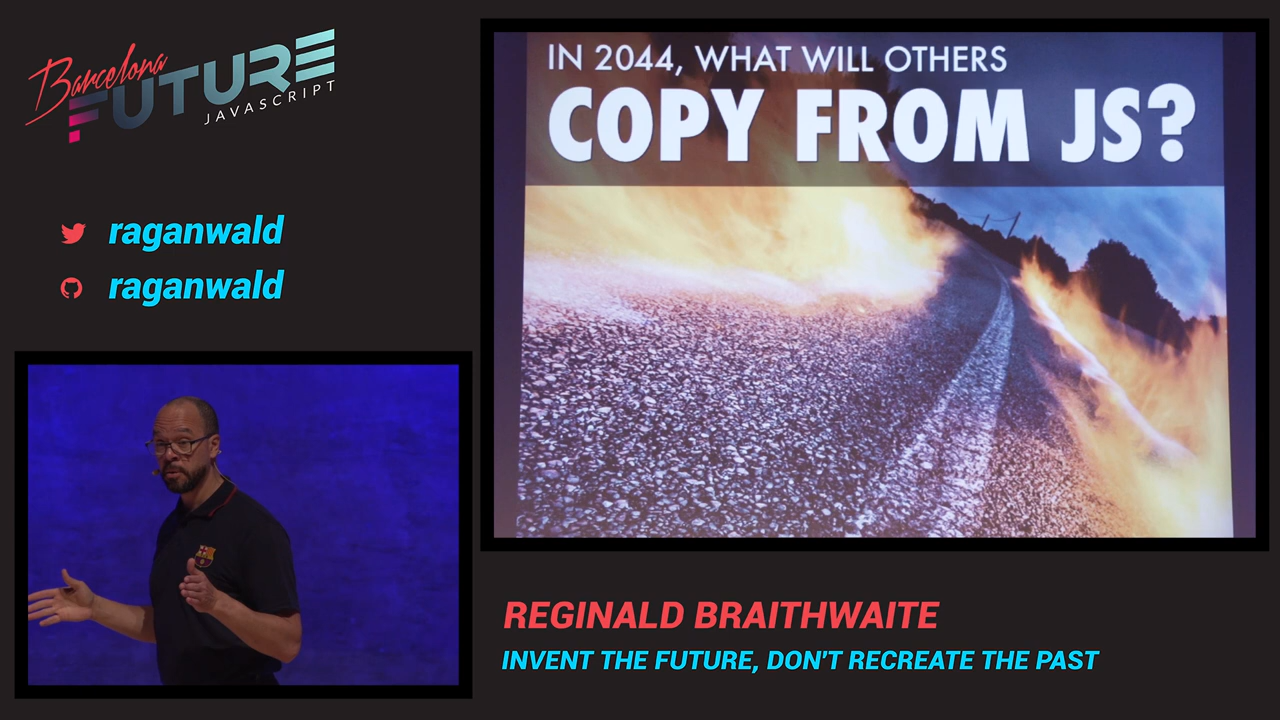 Barcelona
FUTURE
JAVASCRIPT
raganwald
raganwald
IN 2044, WHAT WILL OTHERS
COPY FROM JS?
REGINALD BRAITHWAITE
INVENT THE FUTURE, DON'T RECREATE THE PAST